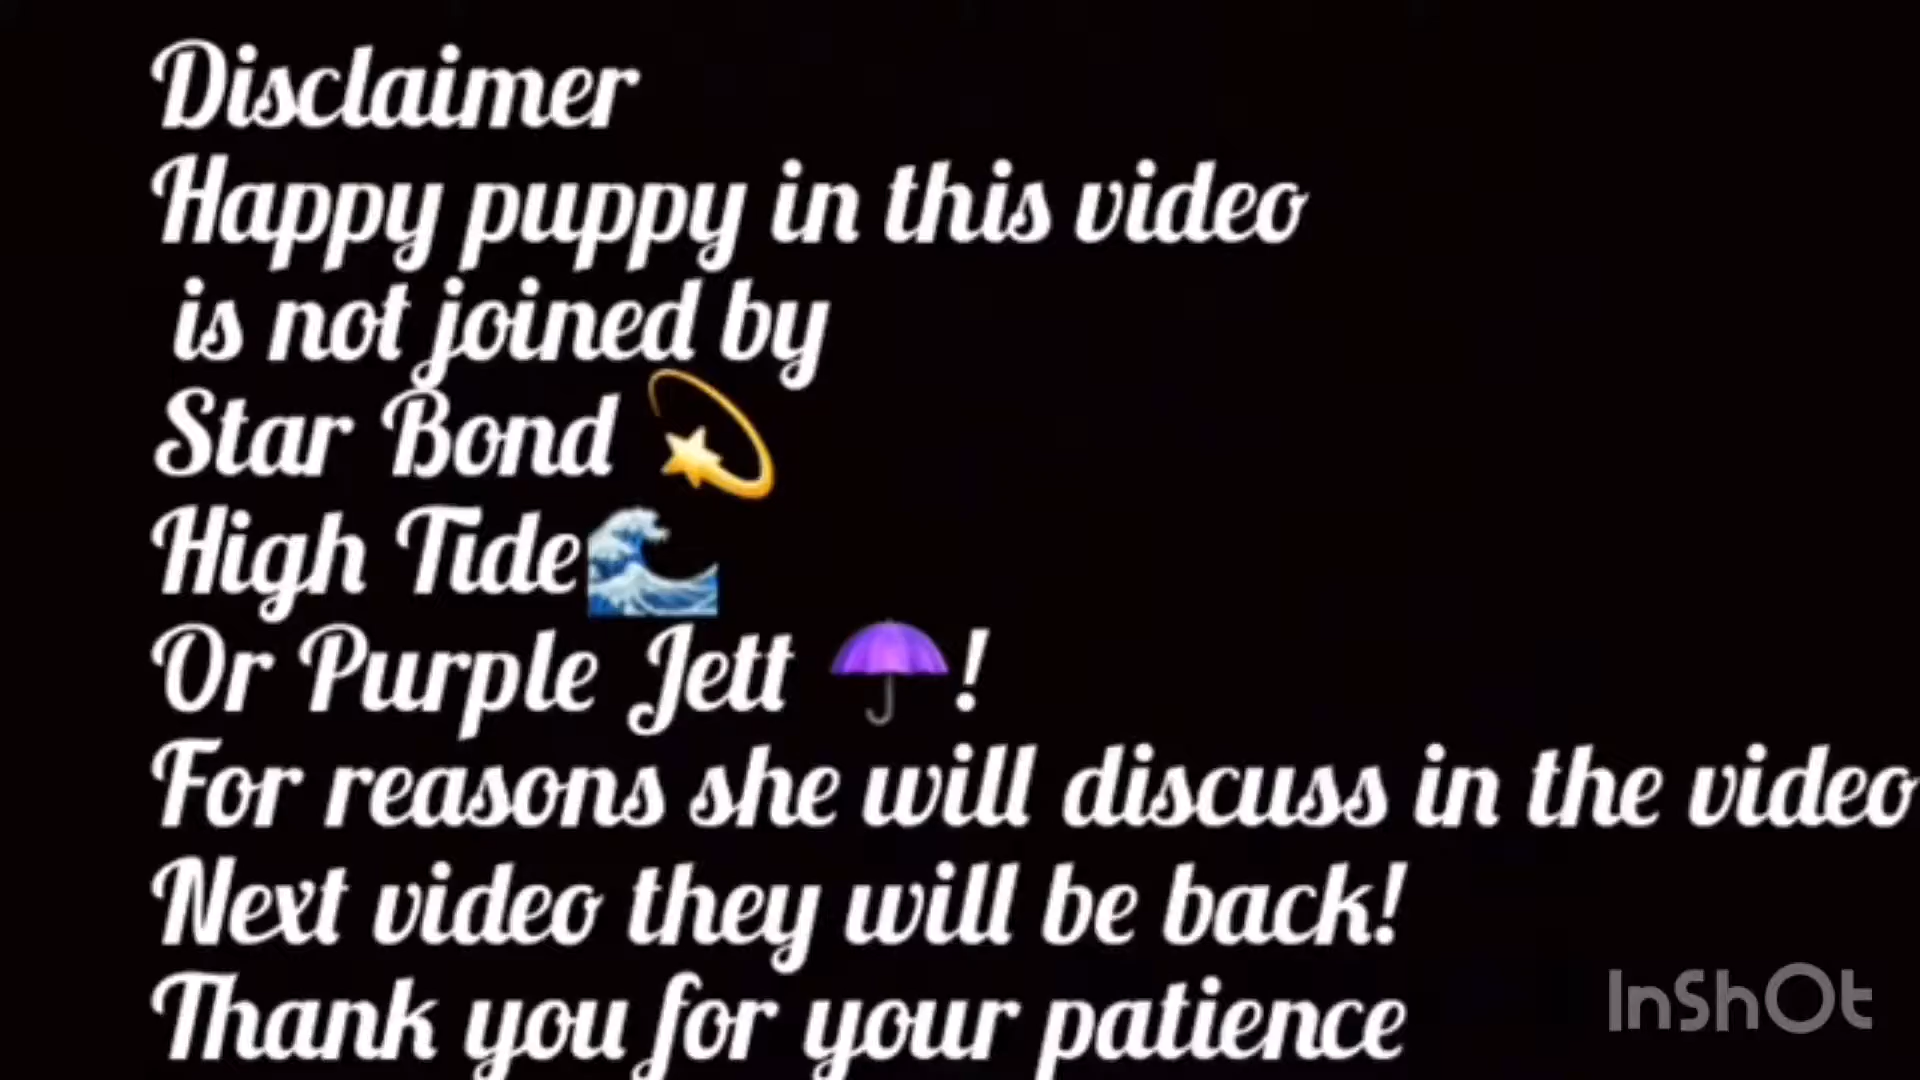 Disclaimer
Happy puppy in this video
is not joined by
Star Bond 💫
High Tide🌊
Or Purple Jett ☂️!
For reasons she will discuss in the video
Next video they will be back!
Thank you for your patience
InShOt